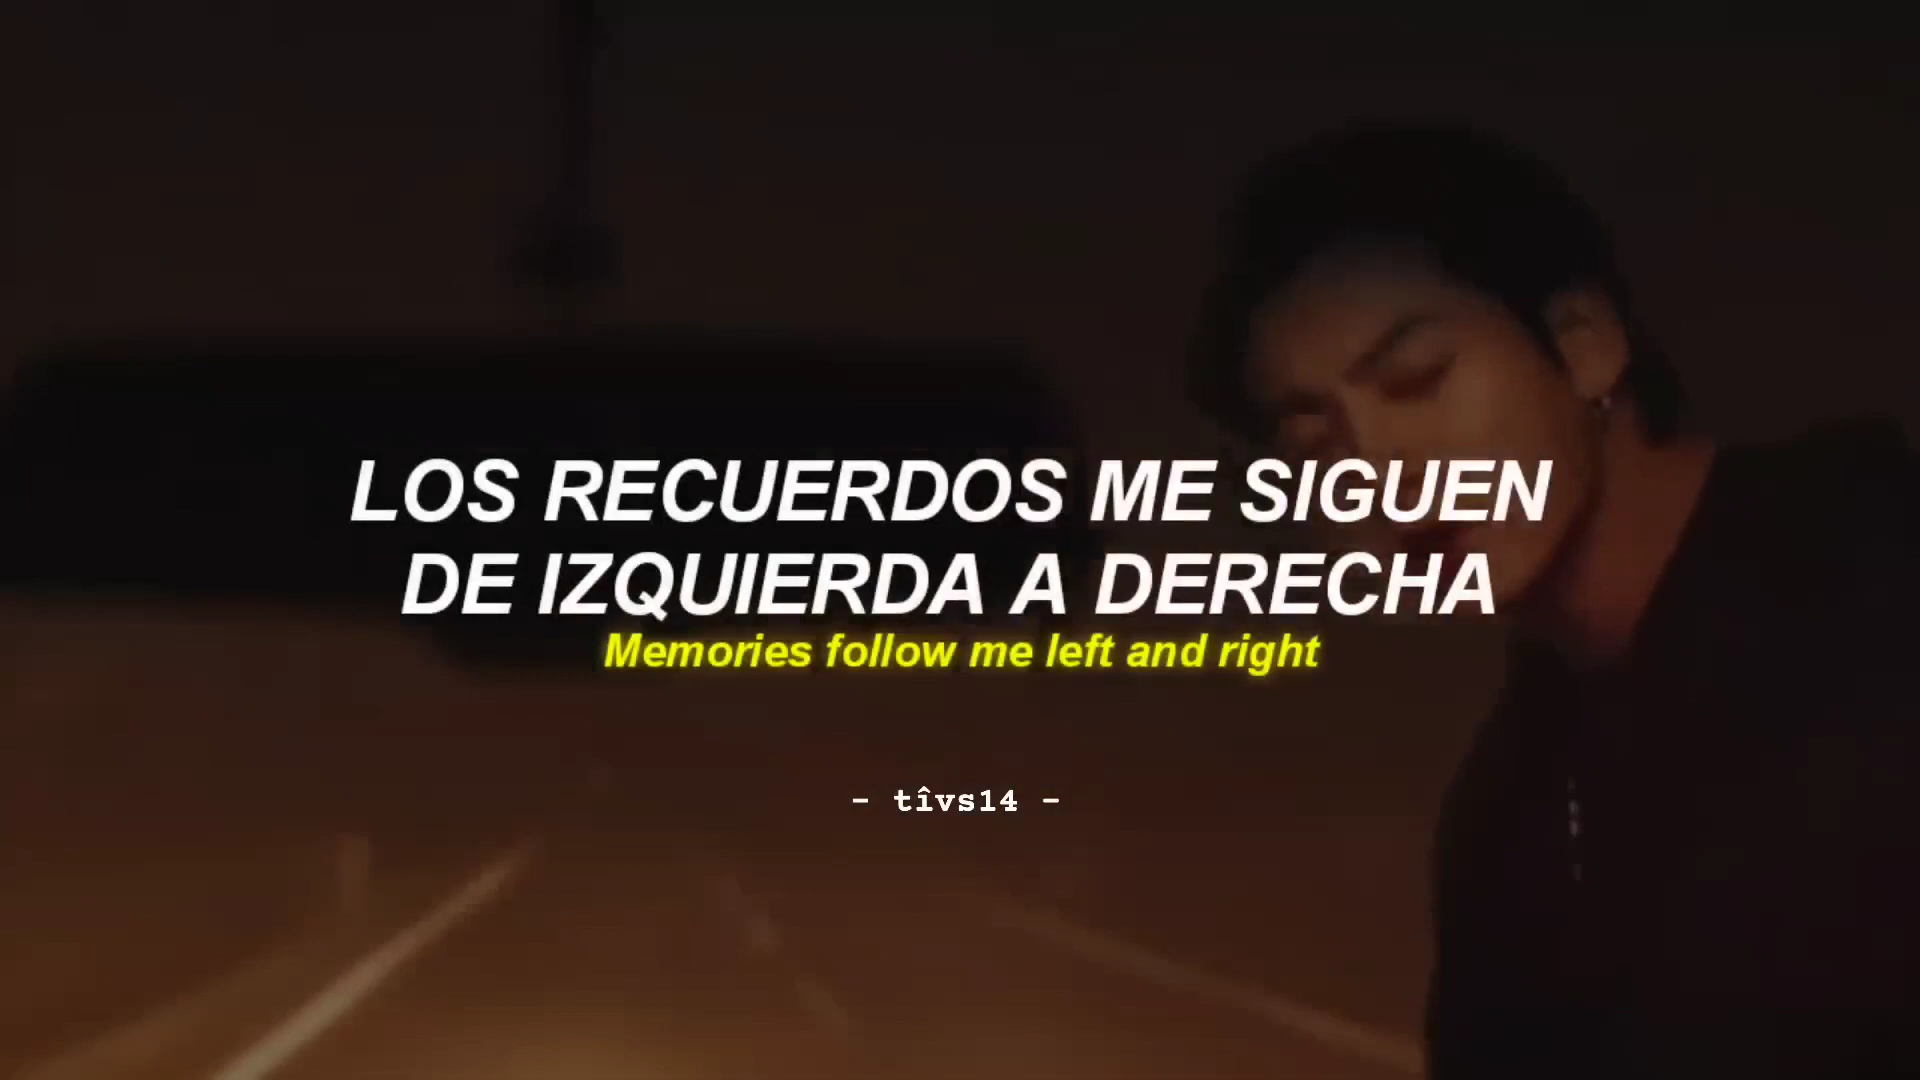 LOS RECUERDOS ME SIGUEN
DE IZQUIERDA A DERECHA
Memories follow me left and right
- tîvs14 -